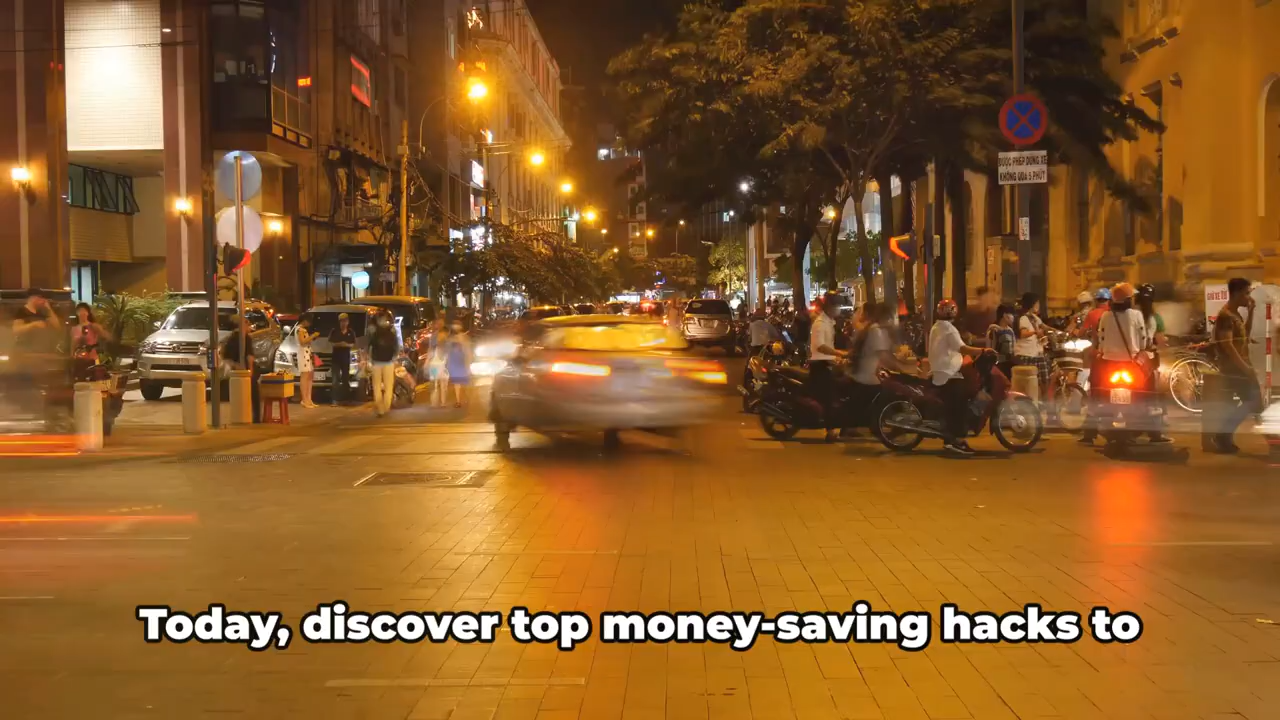 ĐƯỢC PHÉP DỪNG XE
KHÔNG QUÁ 5 PHÚT
Today, discover top money-saving hacks to